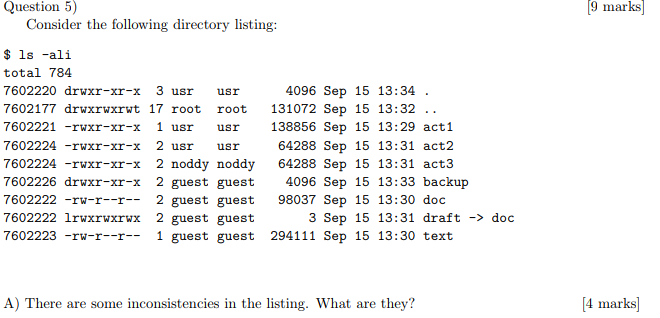 Question 5) [9 marks]
Consider the following directory listing:
$ ls -ali
total 784
7602220 drwxr-xr-x 3 usr usr 4096 Sep 15 13:34 .
7602177 drwxrwxrwt 17 root root 131072 Sep 15 13:32 ..
7602221 -rwxr-xr-x 1 usr usr 138856 Sep 15 13:29 act1
7602224 -rwxr-xr-x 2 usr usr 64288 Sep 15 13:31 act2
7602224 -rwxr-xr-x 2 noddy noddy 64288 Sep 15 13:31 act3
7602226 drwxr-xr-x 2 guest guest 4096 Sep 15 13:33 backup
7602222 -rw-r--r-- 2 guest guest 98037 Sep 15 13:30 doc
7602222 lrwxrwxrwx 2 guest guest 3 Sep 15 13:31 draft -> doc
7602223 -rw-r--r-- 1 guest guest 294111 Sep 15 13:30 text
A) There are some inconsistencies in the listing. What are they? [4 marks]